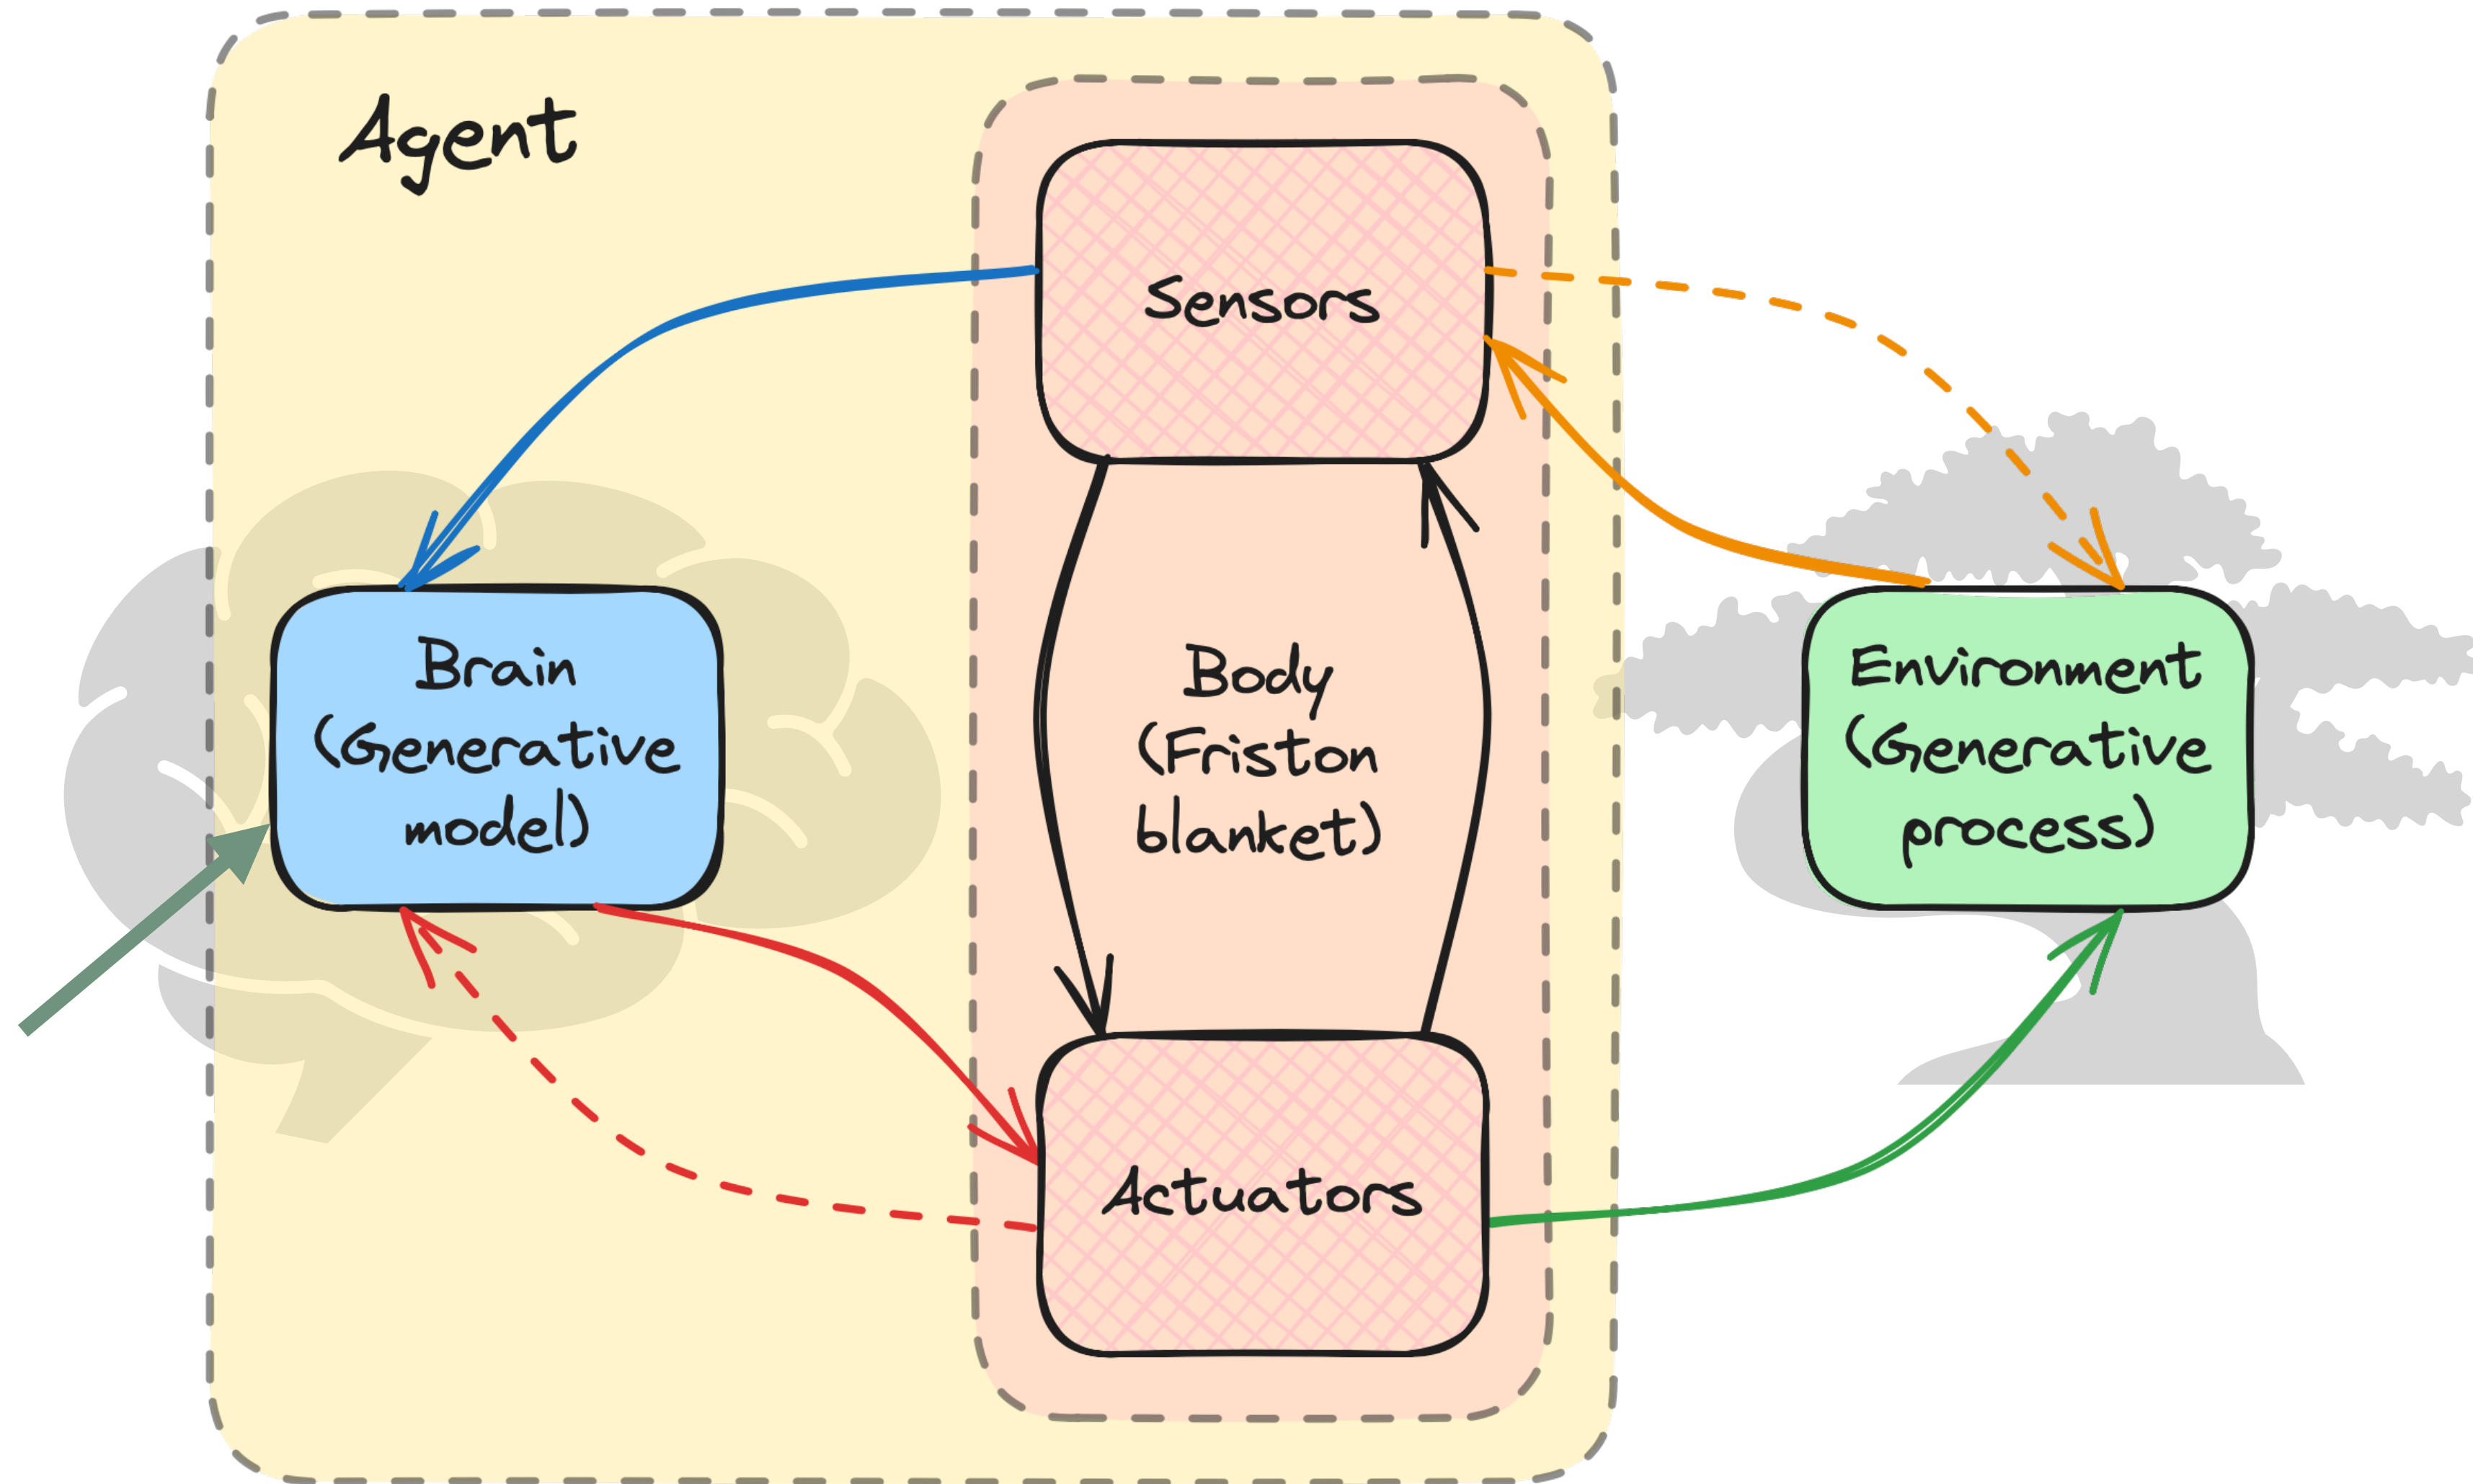 Agent
Sensors
Brain
(Generative
model)
Body
(Friston
blanket)
Environment
(Generative
process)
Actuators